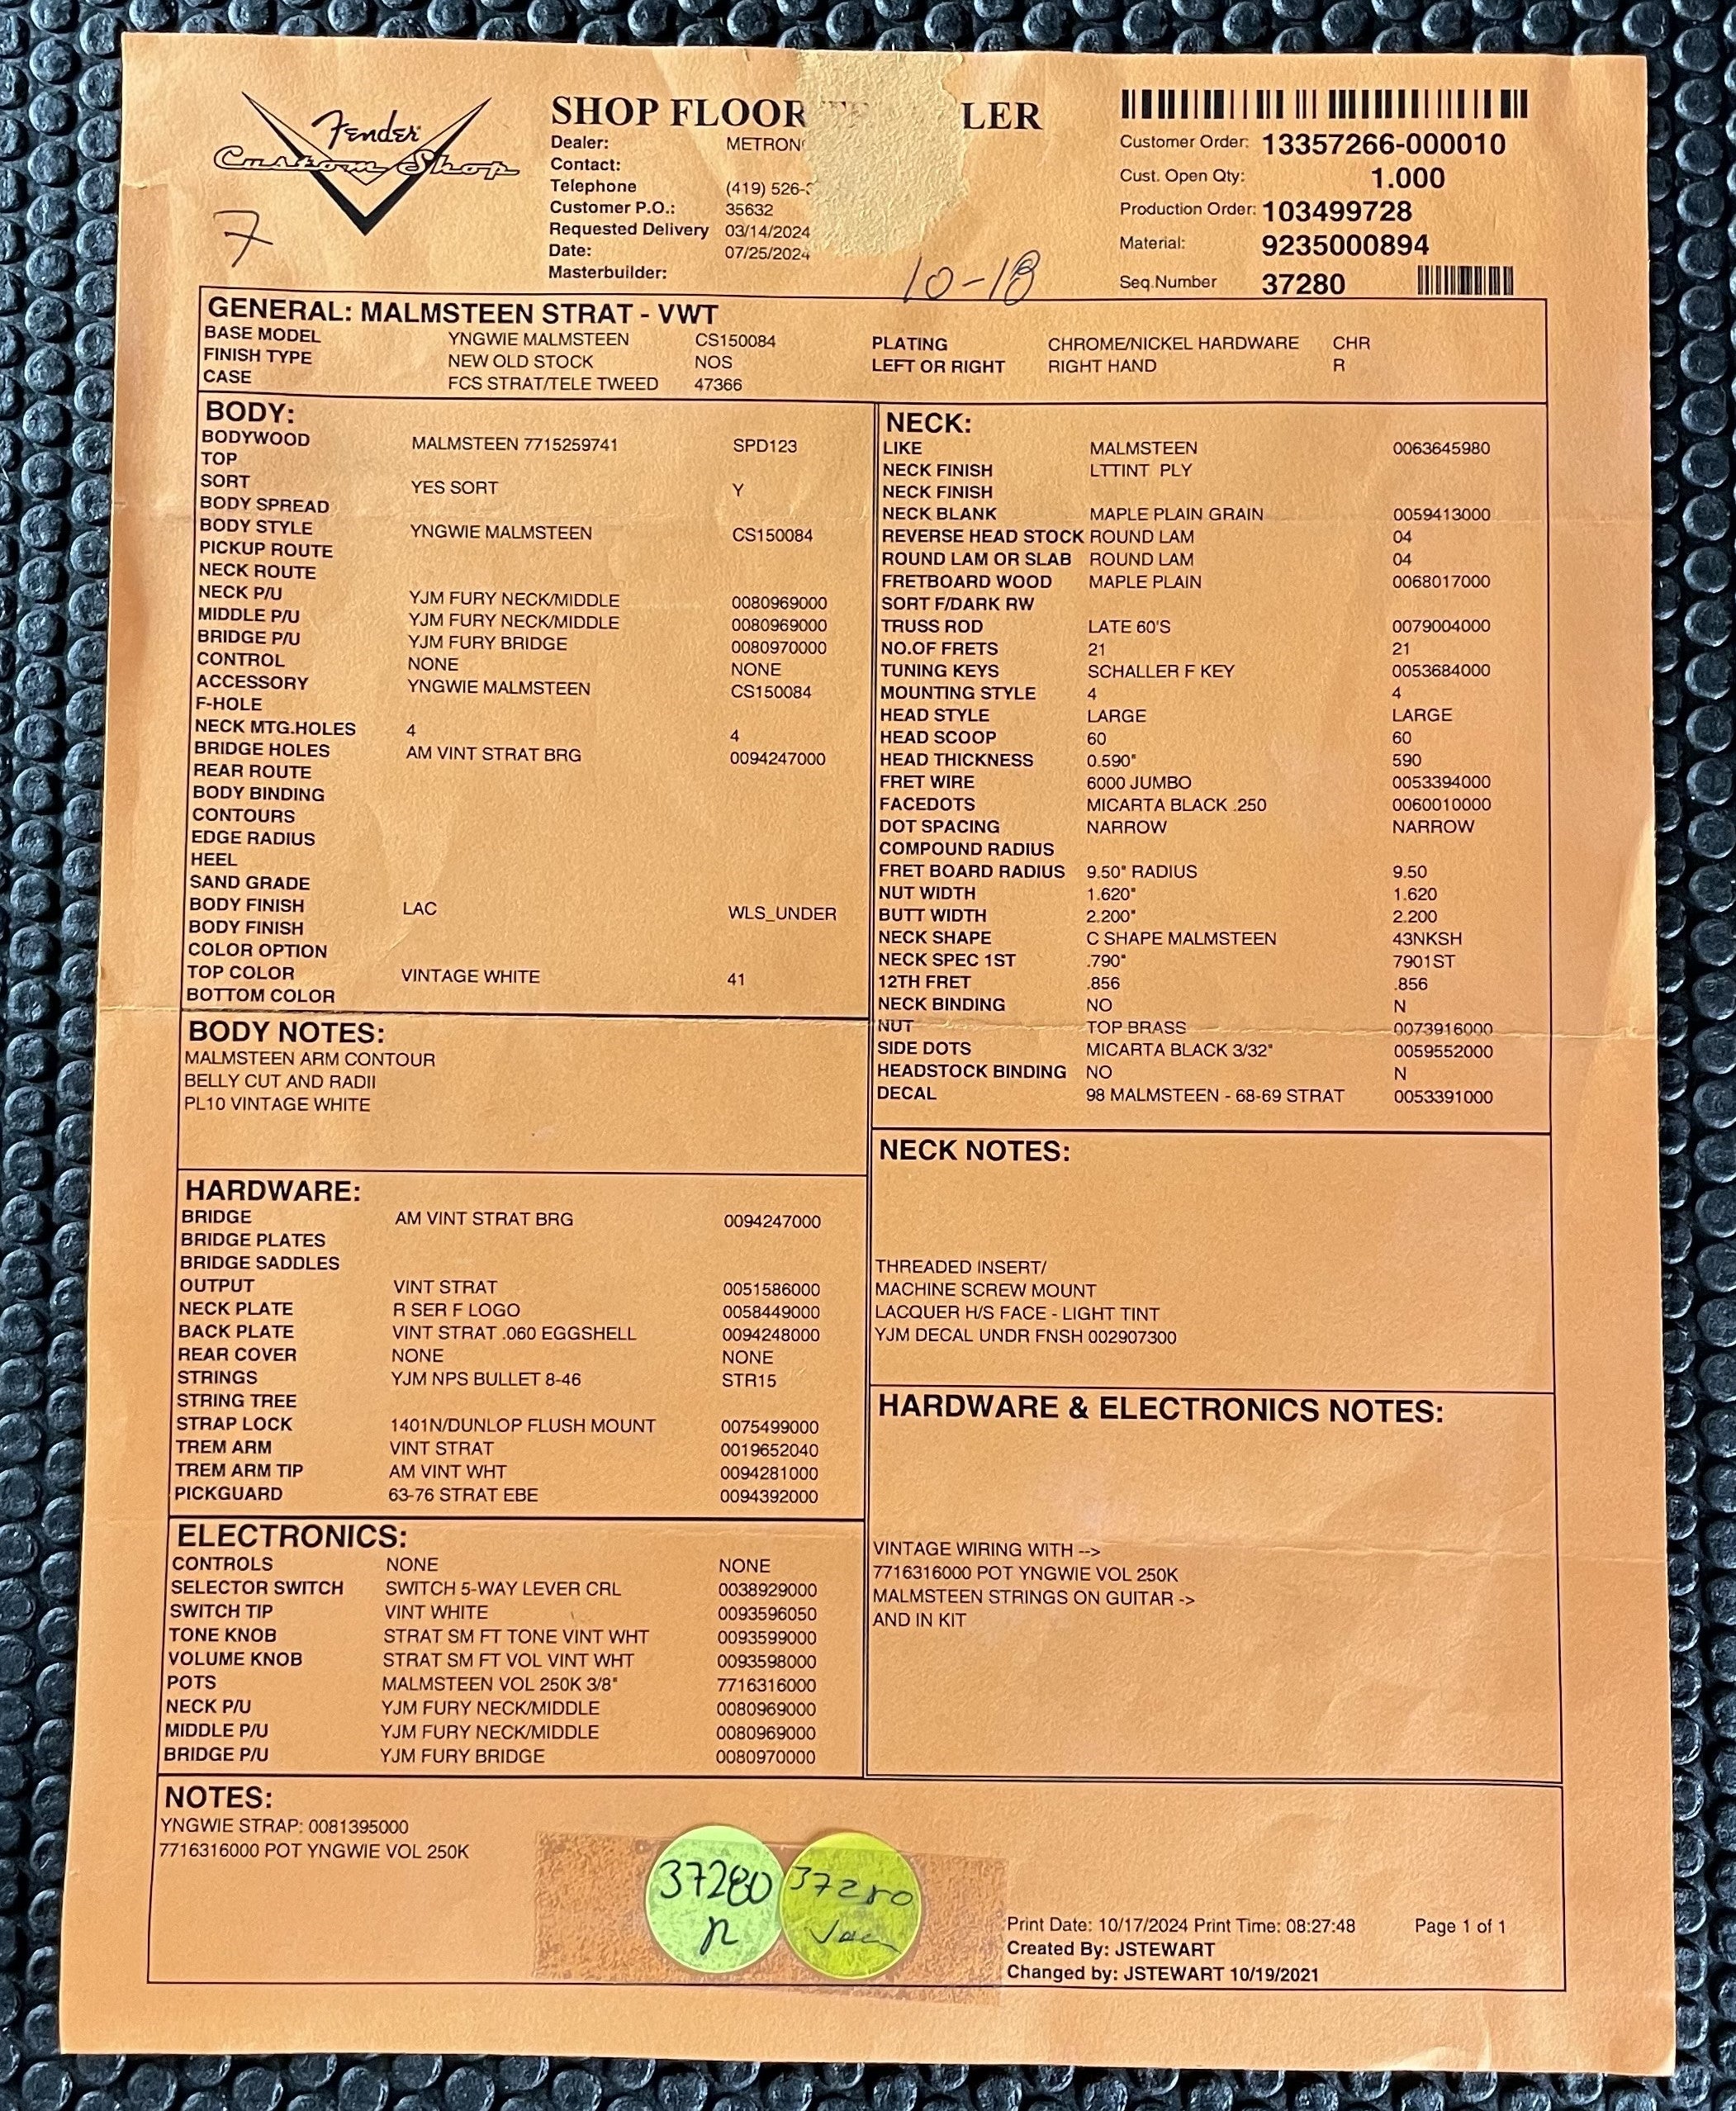 Fender
Custom Shop
7
SHOP FLOOR LER
Dealer: METRON
Contact:
Telephone (419) 526-
Customer P.O.: 35632
Requested Delivery 03/14/2024
Date: 07/25/2024
Masterbuilder:
10-18
Customer Order: 13357266-000010
Cust. Open Qty: 1.000
Production Order: 103499728
Material: 9235000894
Seq.Number 37280
GENERAL: MALMSTEEN STRAT - VWT
BASE MODEL YNGWIE MALMSTEEN CS150084
FINISH TYPE NEW OLD STOCK NOS
CASE FCS STRAT/TELE TWEED 47366
PLATING CHROME/NICKEL HARDWARE CHR
LEFT OR RIGHT RIGHT HAND R
BODY:
BODYWOOD MALMSTEEN 7715259741 SPD123
TOP
SORT YES SORT Y
BODY SPREAD
BODY STYLE YNGWIE MALMSTEEN CS150084
PICKUP ROUTE
NECK ROUTE
NECK P/U YJM FURY NECK/MIDDLE 0080969000
MIDDLE P/U YJM FURY NECK/MIDDLE 0080969000
BRIDGE P/U YJM FURY BRIDGE 0080970000
CONTROL NONE NONE
ACCESSORY YNGWIE MALMSTEEN CS150084
F-HOLE
NECK MTG.HOLES 4 4
BRIDGE HOLES AM VINT STRAT BRG 0094247000
REAR ROUTE
BODY BINDING
CONTOURS
EDGE RADIUS
HEEL
SAND GRADE
BODY FINISH LAC WLS_UNDER
BODY FINISH
COLOR OPTION
TOP COLOR VINTAGE WHITE 41
BOTTOM COLOR
BODY NOTES:
MALMSTEEN ARM CONTOUR
BELLY CUT AND RADII
PL10 VINTAGE WHITE
HARDWARE:
BRIDGE AM VINT STRAT BRG 0094247000
BRIDGE PLATES
BRIDGE SADDLES
OUTPUT VINT STRAT 0051586000
NECK PLATE R SER F LOGO 0058449000
BACK PLATE VINT STRAT .060 EGGSHELL 0094248000
REAR COVER NONE NONE
STRINGS YJM NPS BULLET 8-46 STR15
STRING TREE
STRAP LOCK 1401N/DUNLOP FLUSH MOUNT 0075499000
TREM ARM VINT STRAT 0019652040
TREM ARM TIP AM VINT WHT 0094281000
PICKGUARD 63-76 STRAT EBE 0094392000
ELECTRONICS:
CONTROLS NONE NONE
SELECTOR SWITCH SWITCH 5-WAY LEVER CRL 0038929000
SWITCH TIP VINT WHITE 0093596050
TONE KNOB STRAT SM FT TONE VINT WHT 0093599000
VOLUME KNOB STRAT SM FT VOL VINT WHT 0093598000
POTS MALMSTEEN VOL 250K 3/8" 7716316000
NECK P/U YJM FURY NECK/MIDDLE 0080969000
MIDDLE P/U YJM FURY NECK/MIDDLE 0080969000
BRIDGE P/U YJM FURY BRIDGE 0080970000
NECK:
LIKE MALMSTEEN 0063645980
NECK FINISH LTTINT PLY
NECK FINISH
NECK BLANK MAPLE PLAIN GRAIN 0059413000
REVERSE HEAD STOCK ROUND LAM 04
ROUND LAM OR SLAB ROUND LAM 04
FRETBOARD WOOD MAPLE PLAIN 0068017000
SORT F/DARK RW
TRUSS ROD LATE 60'S 0079004000
NO.OF FRETS 21 21
TUNING KEYS SCHALLER F KEY 0053684000
MOUNTING STYLE 4 4
HEAD STYLE LARGE LARGE
HEAD SCOOP 60 60
HEAD THICKNESS 0.590" 590
FRET WIRE 6000 JUMBO 0053394000
FACEDOTS MICARTA BLACK .250 0060010000
DOT SPACING NARROW NARROW
COMPOUND RADIUS
FRET BOARD RADIUS 9.50" RADIUS 9.50
NUT WIDTH 1.620" 1.620
BUTT WIDTH 2.200" 2.200
NECK SHAPE C SHAPE MALMSTEEN 43NKSH
NECK SPEC 1ST .790" 7901ST
12TH FRET .856 .856
NECK BINDING NO N
NUT TOP BRASS 0073916000
SIDE DOTS MICARTA BLACK 3/32" 0059552000
HEADSTOCK BINDING NO N
DECAL 98 MALMSTEEN - 68-69 STRAT 0053391000
NECK NOTES:
THREADED INSERT/
MACHINE SCREW MOUNT
LACQUER H/S FACE - LIGHT TINT
YJM DECAL UNDR FNSH 002907300
HARDWARE & ELECTRONICS NOTES:
VINTAGE WIRING WITH -->
7716316000 POT YNGWIE VOL 250K
MALMSTEEN STRINGS ON GUITAR ->
AND IN KIT
NOTES:
YNGWIE STRAP: 0081395000
7716316000 POT YNGWIE VOL 250K
37280
37280
Print Date: 10/17/2024 Print Time: 08:27:48 Page 1 of 1
Created By: JSTEWART
Changed by: JSTEWART 10/19/2021